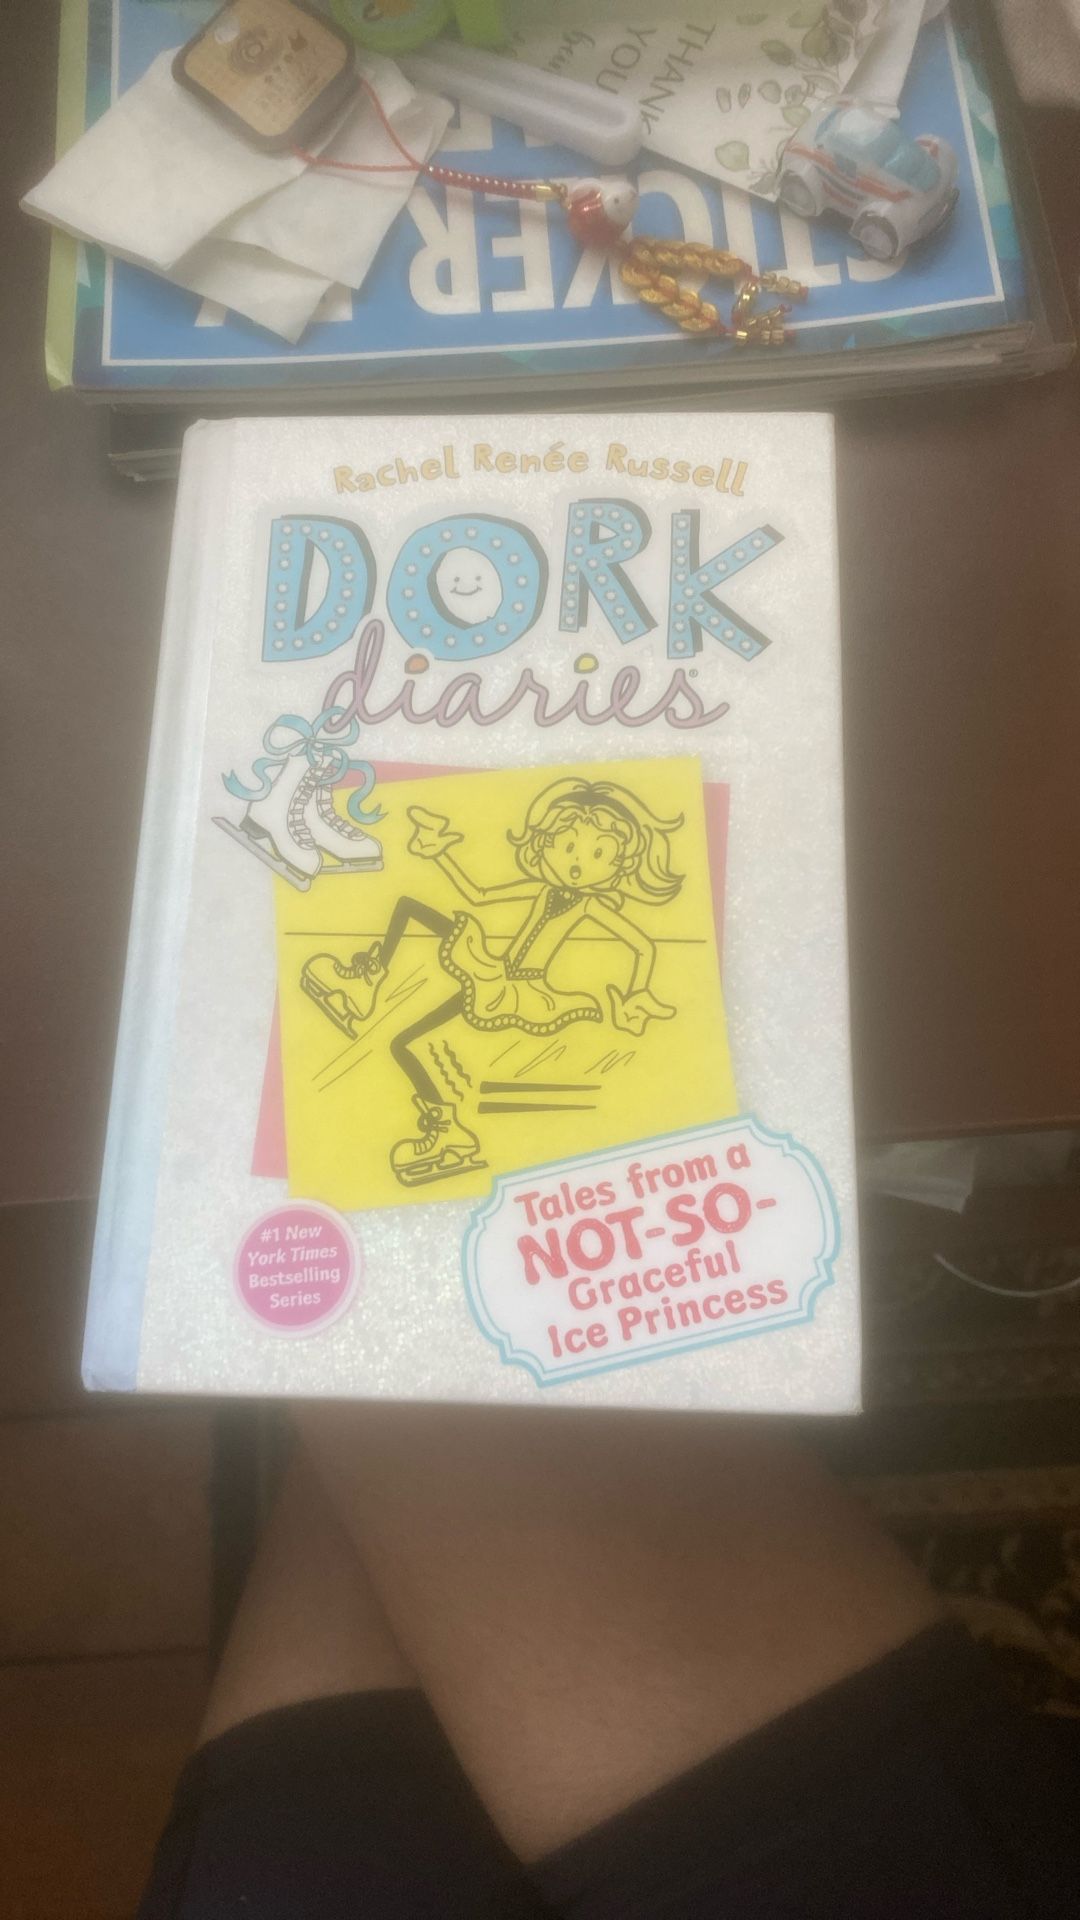 THANK
YOU
STICKER
Rachel Renée Russell
DORK
diaries®
#1 New
York Times
Bestselling
Series
Tales from a
NOT-SO-
Graceful
Ice Princess